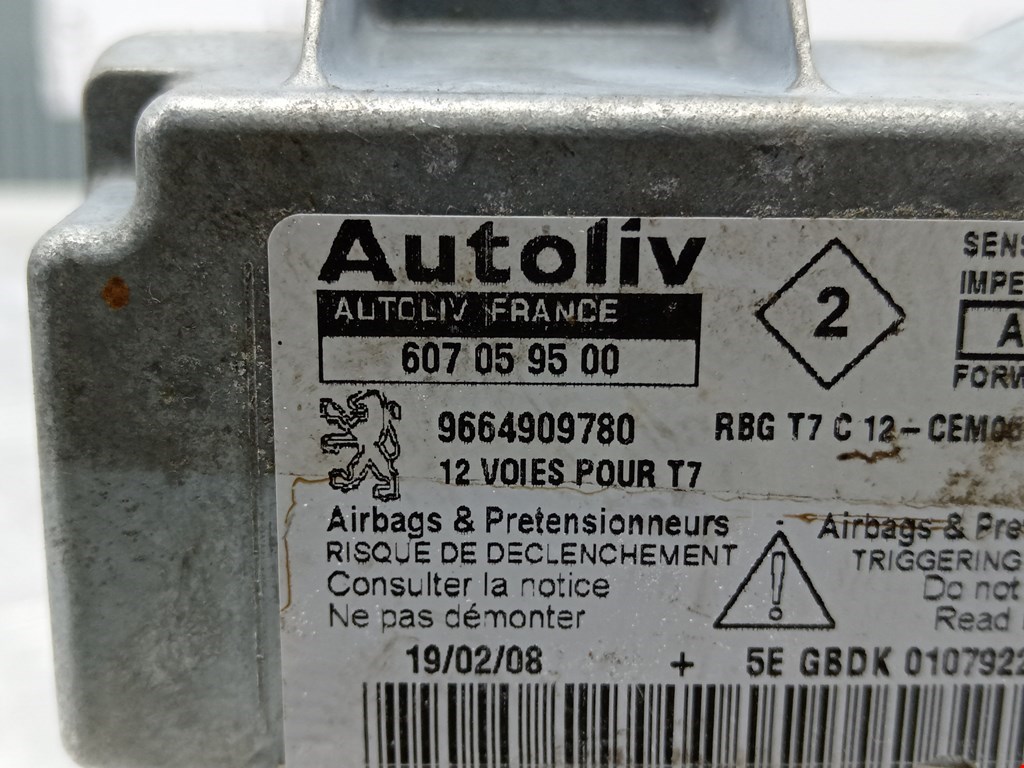 Autoliv
AUTOLIV FRANCE
607 05 95 00
2
SENS
IMPE
A
FORW
9664909780
RBG T7 C 12-CEM06
12 VOIES POUR T7
Airbags & Pretensionneurs
RISQUE DE DECLENCHEMENT
Consulter la notice
Ne pas démonter
!
Airbags & Pre
TRIGGERING
Do not
Read
19/02/08 + 5E GBDK 0107922